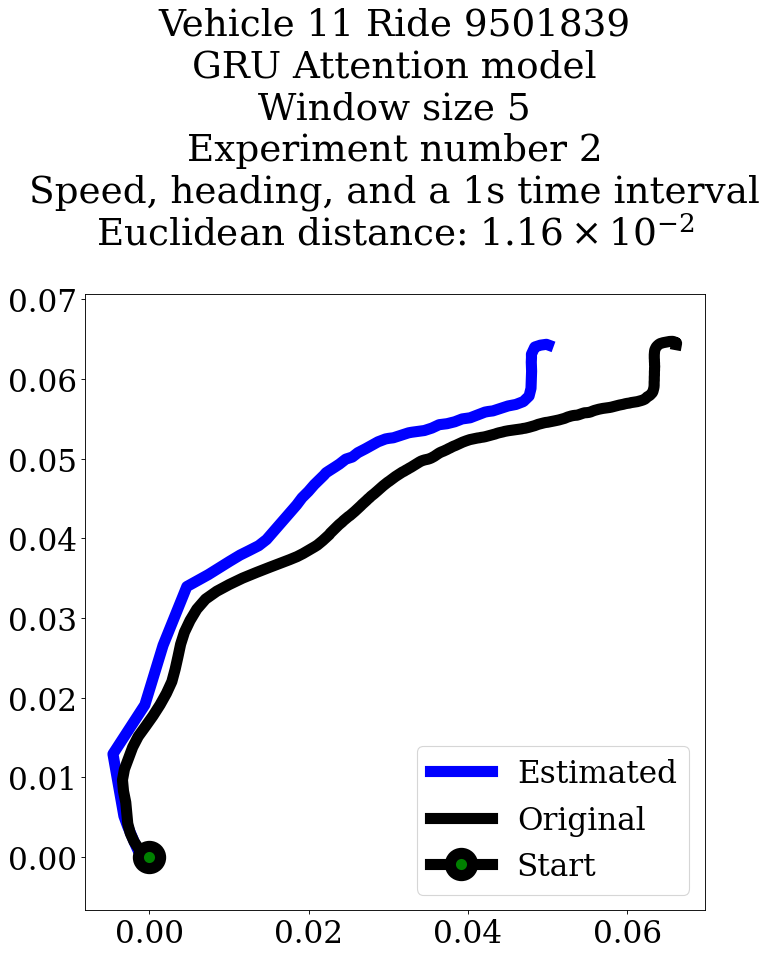 Vehicle 11 Ride 9501839
GRU Attention model
Window size 5
Experiment number 2
Speed, heading, and a 1s time interval
Euclidean distance: 1.16 × 10⁻²
0.07
0.06
0.05
0.04
0.03
0.02
0.01
0.00
Estimated
Original
Start
0.00 0.02 0.04 0.06